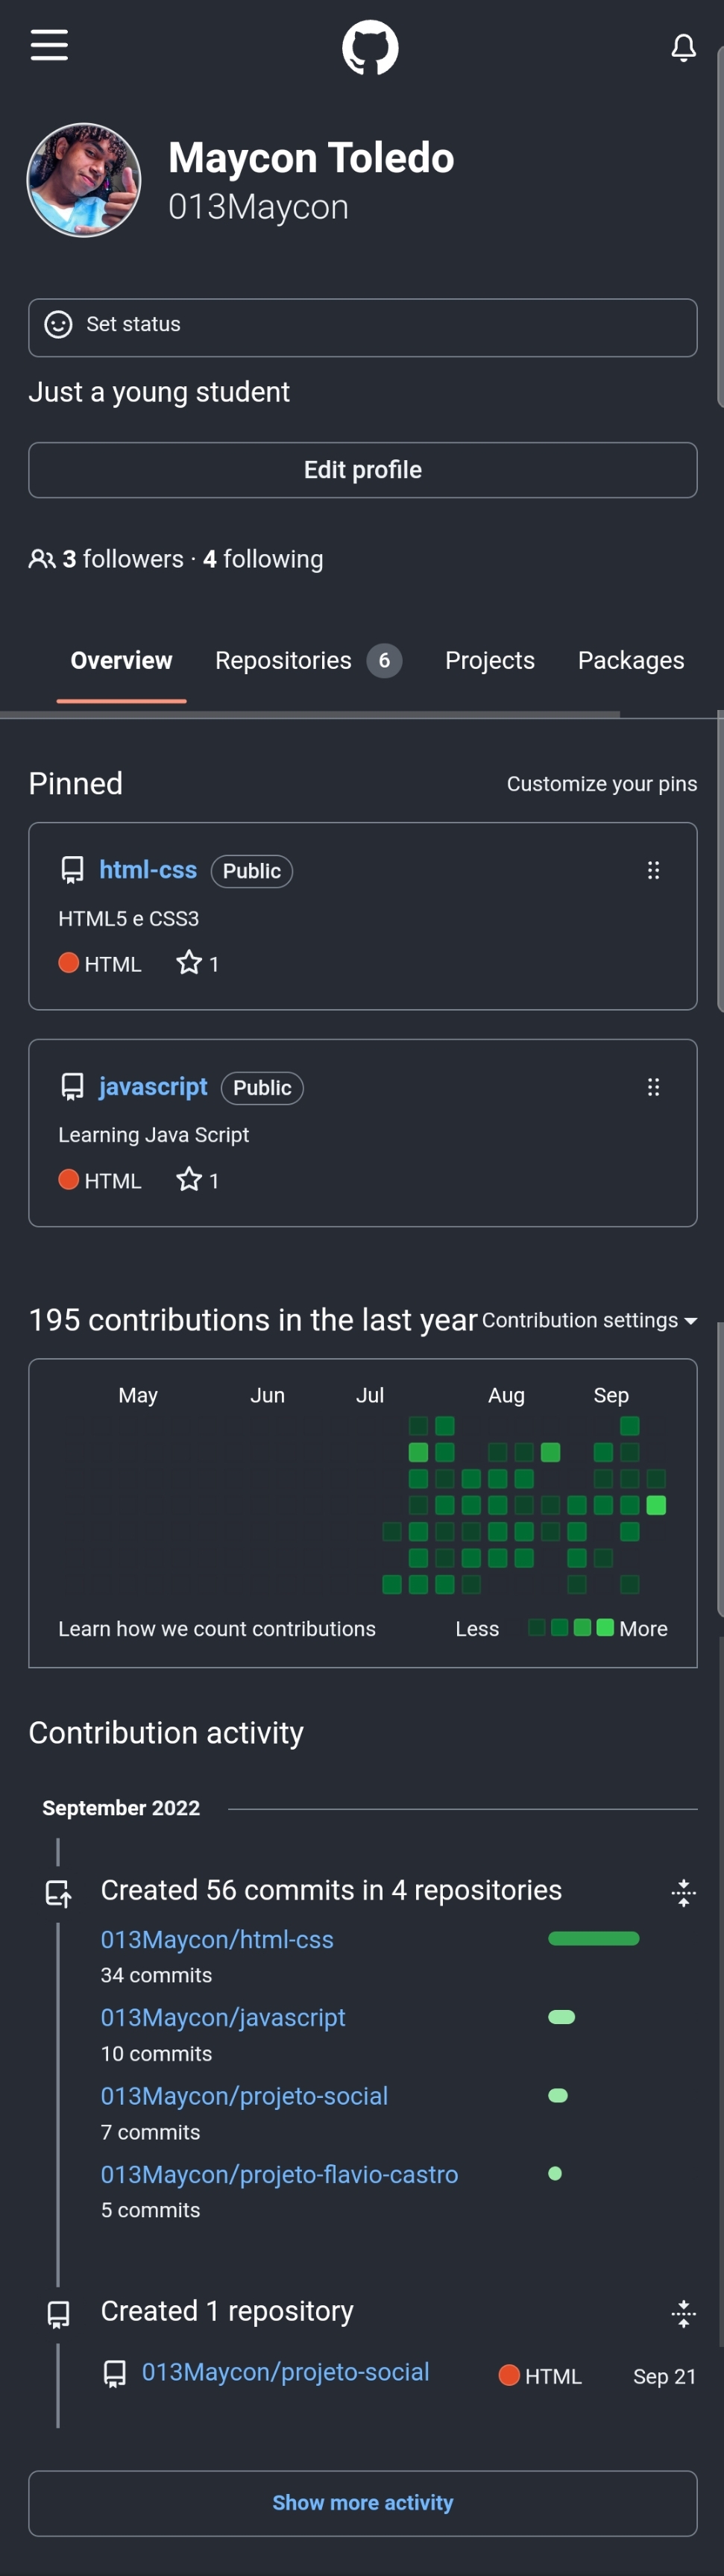 Maycon Toledo
013Maycon
Set status
Just a young student
Edit profile
3 followers · 4 following
Overview Repositories 6 Projects Packages
Pinned Customize your pins
html-css Public
HTML5 e CSS3
HTML 1
javascript Public
Learning Java Script
HTML 1
195 contributions in the last year Contribution settings
May Jun Jul Aug Sep
Learn how we count contributions Less More
Contribution activity
September 2022
Created 56 commits in 4 repositories
013Maycon/html-css
34 commits
013Maycon/javascript
10 commits
013Maycon/projeto-social
7 commits
013Maycon/projeto-flavio-castro
5 commits
Created 1 repository
013Maycon/projeto-social HTML Sep 21
Show more activity